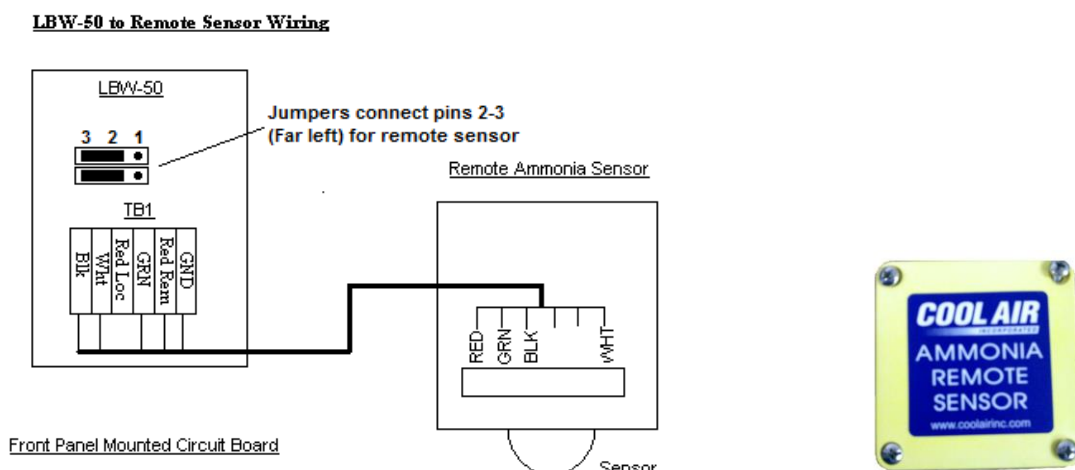 LBW-50 to Remote Sensor Wiring
LBW-50
Jumpers connect pins 2-3
(Far left) for remote sensor
3 2 1
Remote Ammonia Sensor
TB1
Blk
Wht
Red Loc
GRN
Red Rem
GND
RED
GRN
BLK
WHT
Sensor
Front Panel Mounted Circuit Board
COOL AIR
INCORPORATED
AMMONIA
REMOTE
SENSOR
www.coolairinc.com